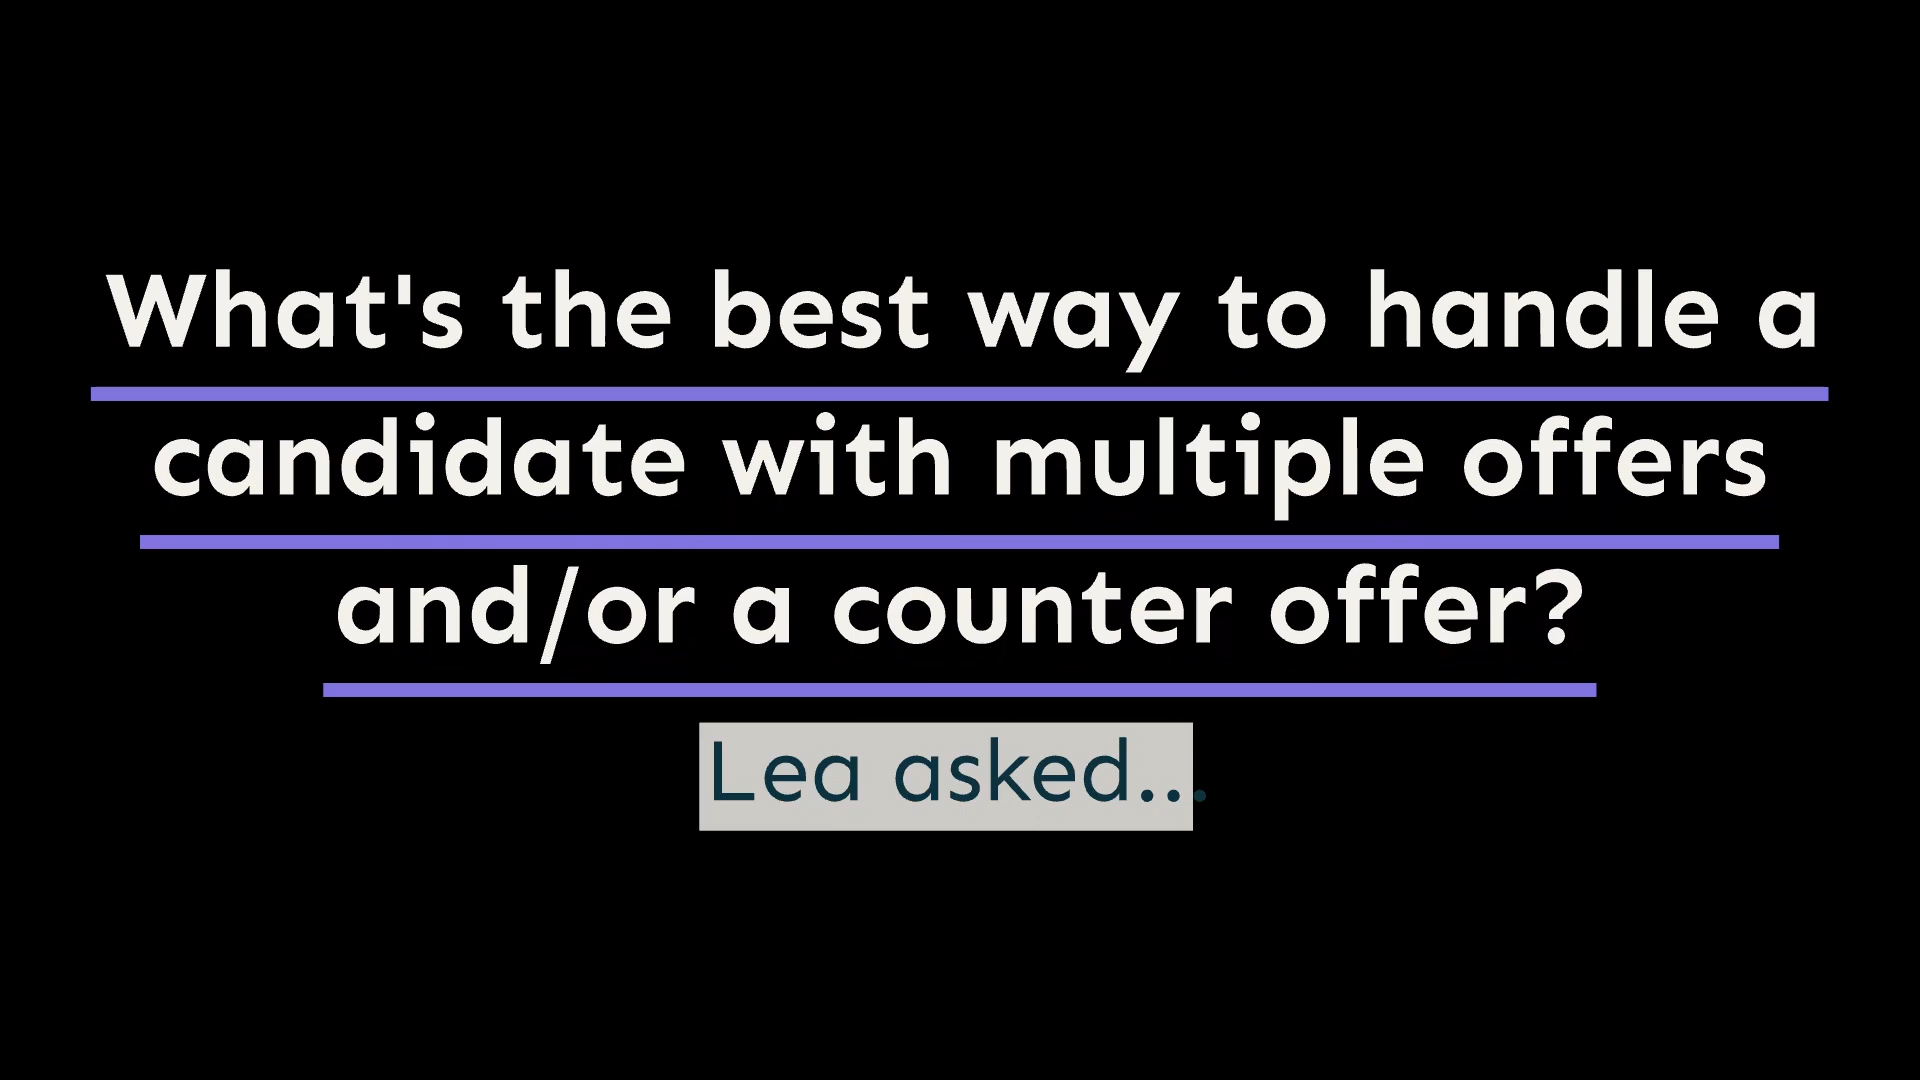 What's the best way to handle a
candidate with multiple offers
and/or a counter offer?
Lea asked...